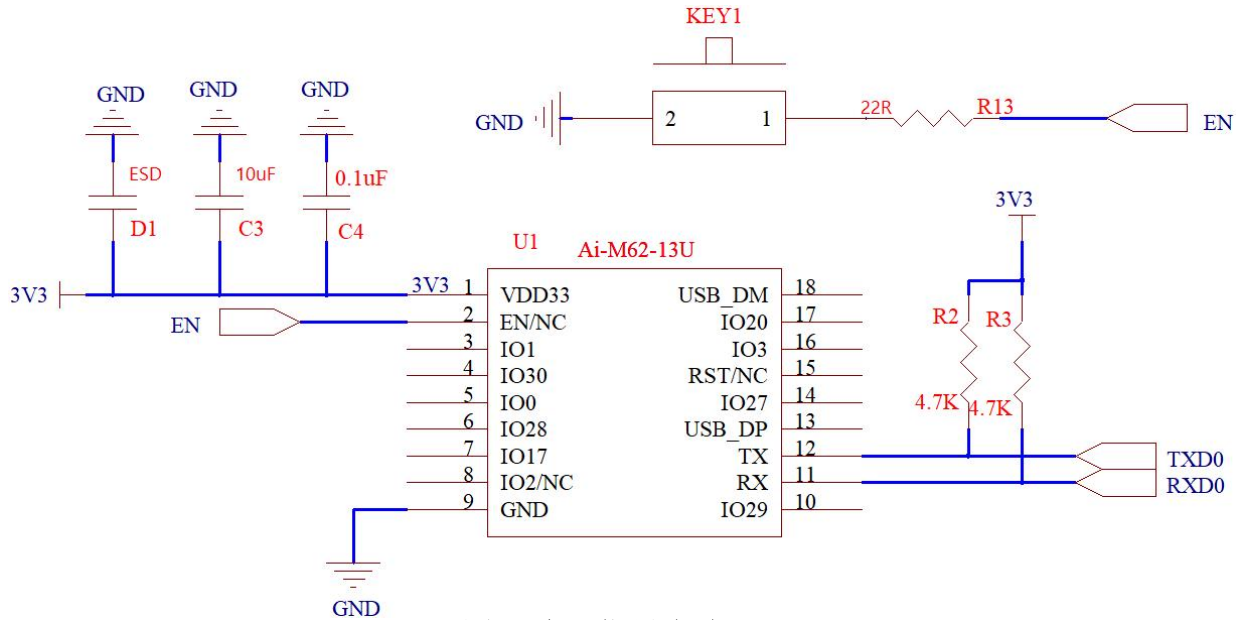 KEY1
GND GND GND
GND 2 1 22R R13 EN
ESD 10uF 0.1uF
D1 C3 C4
3V3
U1 Ai-M62-13U
3V3 3V3 1 VDD33 USB_DM 18
EN 2 EN/NC IO20 17
R2 R3
3 IO1 IO3 16
4 IO30 RST/NC 15
5 IO0 IO27 14
4.7K 4.7K
6 IO28 USB_DP 13
7 IO17 TX 12 TXD0
8 IO2/NC RX 11 RXD0
9 GND IO29 10
GND